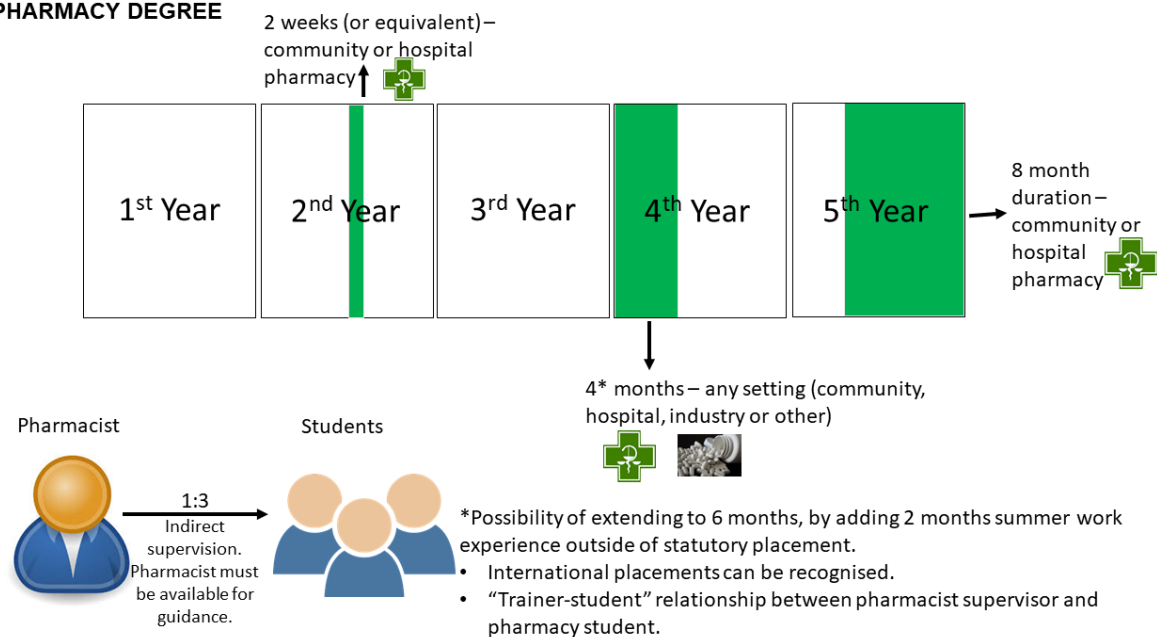 PHARMACY DEGREE
2 weeks (or equivalent) –
community or hospital
pharmacy
1st Year
2nd Year
3rd Year
4th Year
5th Year
8 month
duration –
community or
hospital
pharmacy
4* months – any setting (community,
hospital, industry or other)
Pharmacist
Students
1:3
Indirect
supervision.
Pharmacist must
be available for
guidance.
*Possibility of extending to 6 months, by adding 2 months summer work
experience outside of statutory placement.
• International placements can be recognised.
• “Trainer-student” relationship between pharmacist supervisor and
pharmacy student.